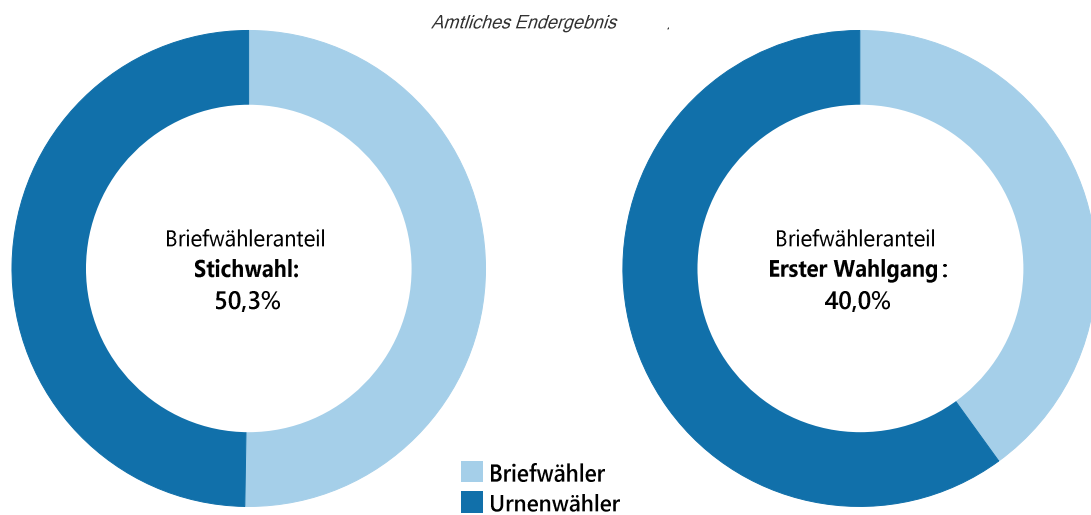 Amtliches Endergebnis .
Briefwähleranteil
Stichwahl:
50,3%
Briefwähleranteil
Erster Wahlgang:
40,0%
Briefwähler
Urnenwähler